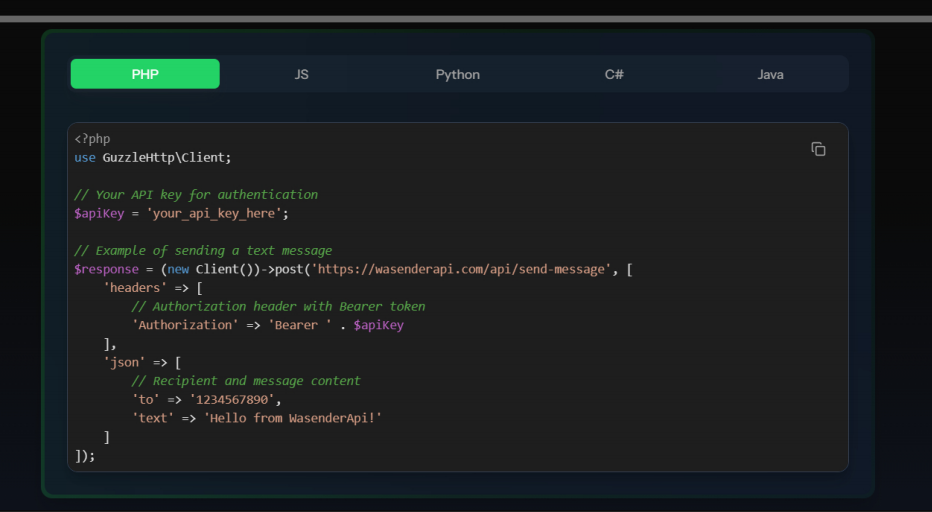 PHP JS Python C# Java
<?php
use GuzzleHttp\Client;

// Your API key for authentication
$apiKey = 'your_api_key_here';

// Example of sending a text message
$response = (new Client())->post('https://wasenderapi.com/api/send-message', [
    'headers' => [
        // Authorization header with Bearer token
        'Authorization' => 'Bearer ' . $apiKey
    ],
    'json' => [
        // Recipient and message content
        'to' => '1234567890',
        'text' => 'Hello from WasenderApi!'
    ]
]);